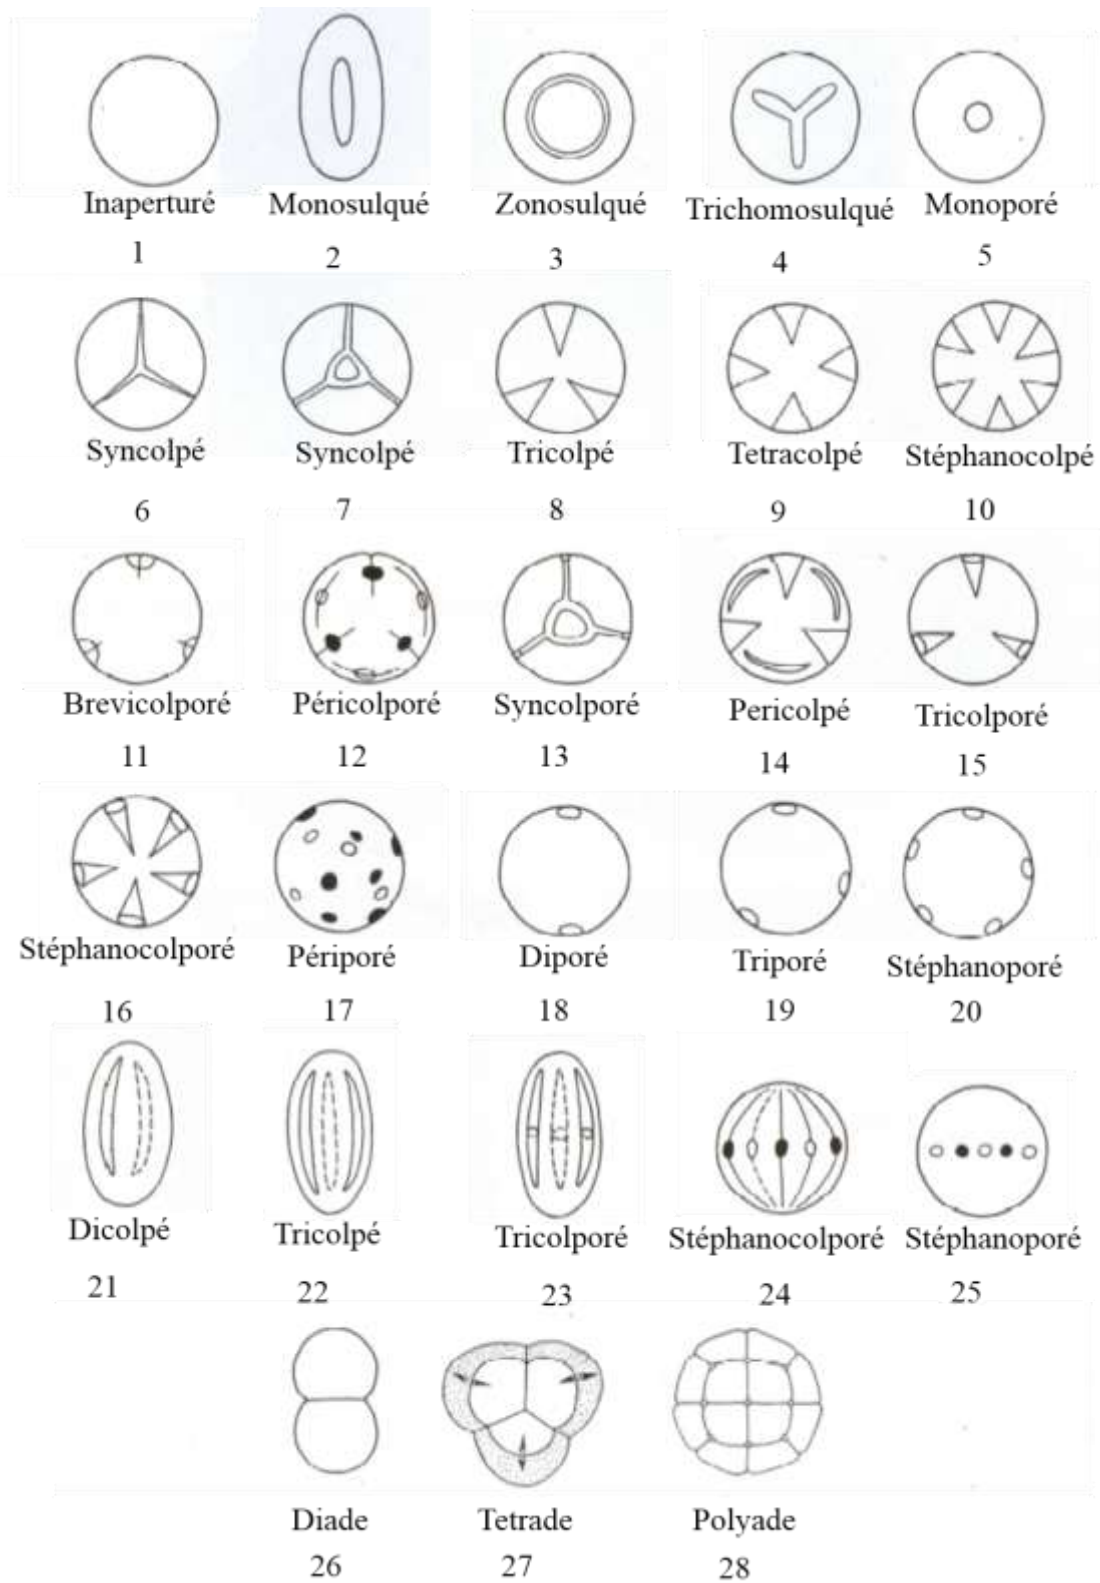 Inaperturé Monosulqué Zonosulqué Trichomosulqué Monoporé
1 2 3 4 5
Syncolpé Syncolpé Tricolpé Tetracolpé Stéphanocolpé
6 7 8 9 10
Brevicolporé Péricolporé Syncolporé Pericolpé Tricolporé
11 12 13 14 15
Stéphanocolporé Périporé Diporé Triporé Stéphanoporé
16 17 18 19 20
Dicolpé Tricolpé Tricolporé Stéphanocolporé Stéphanoporé
21 22 23 24 25
Diade Tetrade Polyade
26 27 28